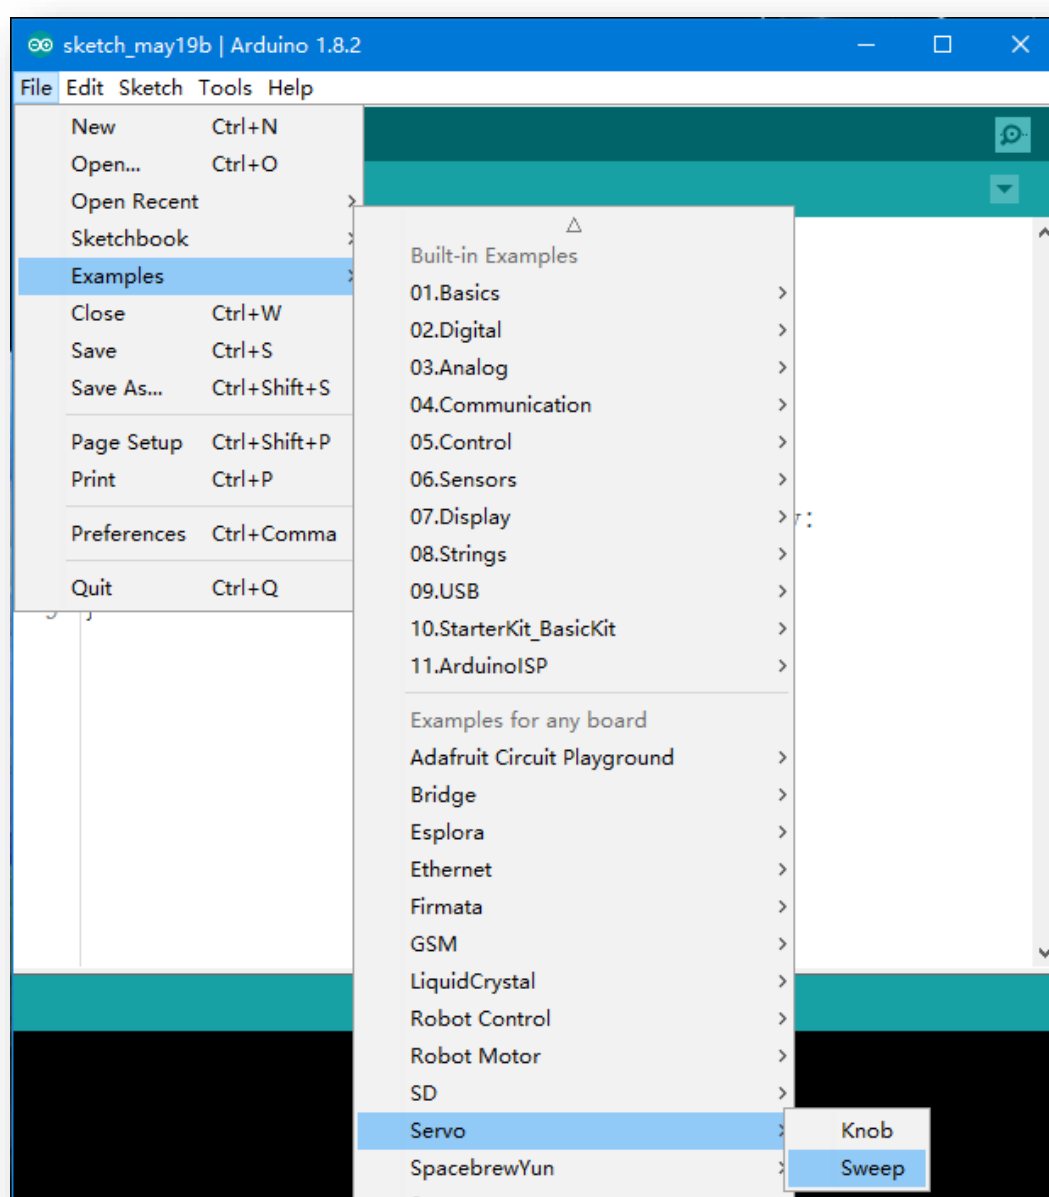 sketch_may19b | Arduino 1.8.2
File Edit Sketch Tools Help
New Ctrl+N
Open... Ctrl+O
Open Recent
Sketchbook
Examples
Close Ctrl+W
Save Ctrl+S
Save As... Ctrl+Shift+S
Page Setup Ctrl+Shift+P
Print Ctrl+P
Preferences Ctrl+Comma
Quit Ctrl+Q
Built-in Examples
01.Basics
02.Digital
03.Analog
04.Communication
05.Control
06.Sensors
07.Display
08.Strings
09.USB
10.StarterKit_BasicKit
11.ArduinoISP
Examples for any board
Adafruit Circuit Playground
Bridge
Esplora
Ethernet
Firmata
GSM
LiquidCrystal
Robot Control
Robot Motor
SD
Servo
SpacebrewYun
Knob
Sweep